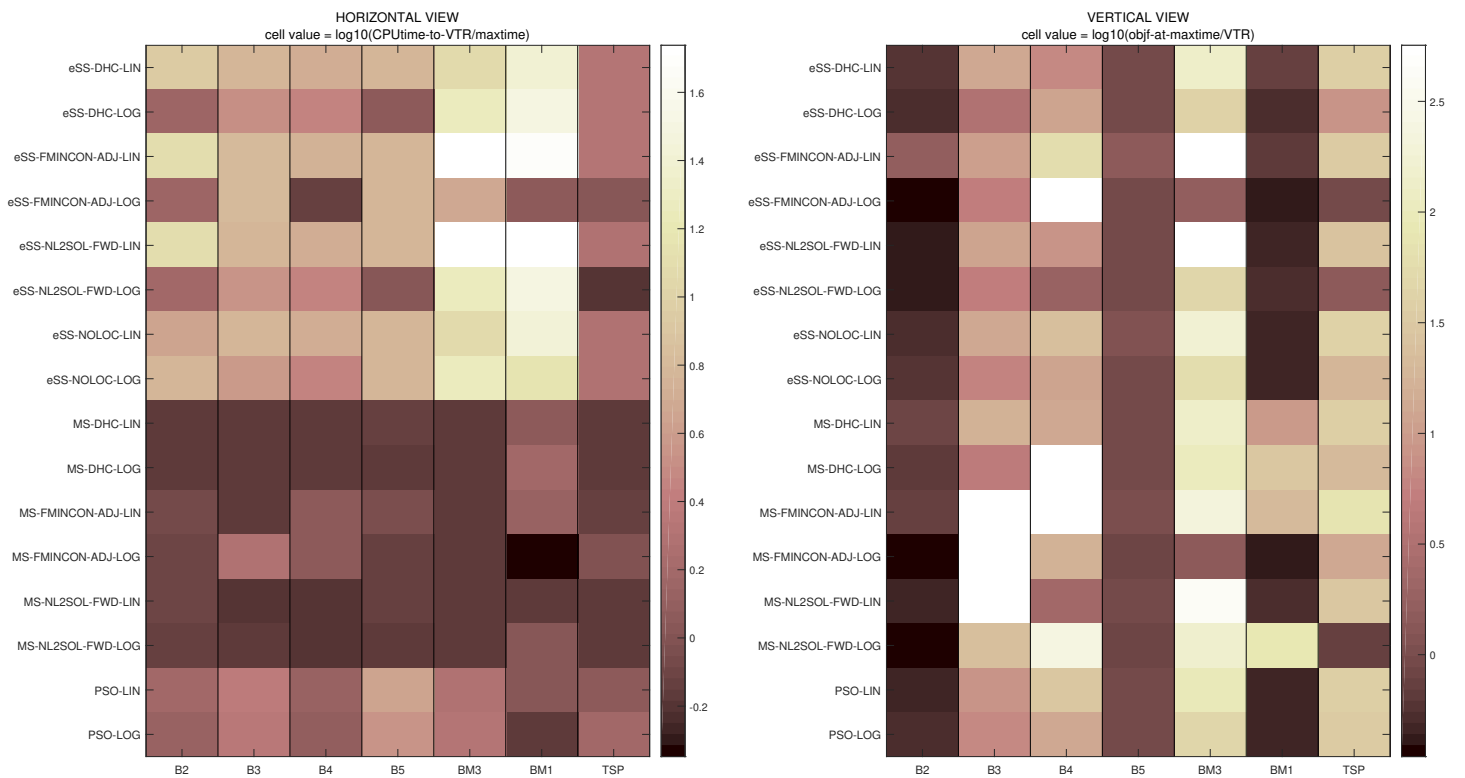 HORIZONTAL VIEW
cell value = log10(CPUtime-to-VTR/maxtime)
eSS-DHC-LIN
eSS-DHC-LOG
eSS-FMINCON-ADJ-LIN
eSS-FMINCON-ADJ-LOG
eSS-NL2SOL-FWD-LIN
eSS-NL2SOL-FWD-LOG
eSS-NOLOC-LIN
eSS-NOLOC-LOG
MS-DHC-LIN
MS-DHC-LOG
MS-FMINCON-ADJ-LIN
MS-FMINCON-ADJ-LOG
MS-NL2SOL-FWD-LIN
MS-NL2SOL-FWD-LOG
PSO-LIN
PSO-LOG
B2 B3 B4 B5 BM3 BM1 TSP
1.6
1.4
1.2
1
0.8
0.6
0.4
0.2
0
-0.2
VERTICAL VIEW
cell value = log10(objf-at-maxtime/VTR)
eSS-DHC-LIN
eSS-DHC-LOG
eSS-FMINCON-ADJ-LIN
eSS-FMINCON-ADJ-LOG
eSS-NL2SOL-FWD-LIN
eSS-NL2SOL-FWD-LOG
eSS-NOLOC-LIN
eSS-NOLOC-LOG
MS-DHC-LIN
MS-DHC-LOG
MS-FMINCON-ADJ-LIN
MS-FMINCON-ADJ-LOG
MS-NL2SOL-FWD-LIN
MS-NL2SOL-FWD-LOG
PSO-LIN
PSO-LOG
B2 B3 B4 B5 BM3 BM1 TSP
2.5
2
1.5
1
0.5
0